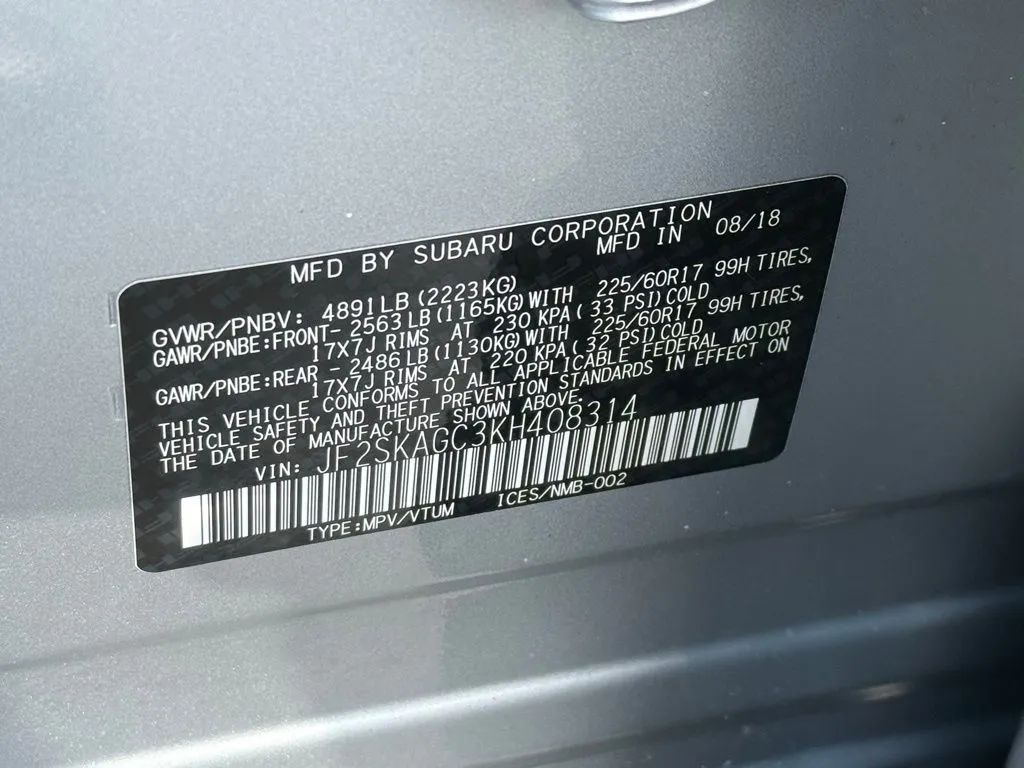 MFD BY SUBARU CORPORATION
MFD IN 08/18
GVWR/PNBV: 4891LB(2223KG)
GAWR/PNBE:FRONT- 2563LB(1165KG)WITH 225/60R17 99H TIRES,
17X7J RIMS AT 230 KPA(33 PSI)COLD
GAWR/PNBE:REAR - 2486LB(1130KG)WITH 225/60R17 99H TIRES,
17X7J RIMS AT 220 KPA(32 PSI)COLD
THIS VEHICLE CONFORMS TO ALL APPLICABLE FEDERAL MOTOR
VEHICLE SAFETY AND THEFT PREVENTION STANDARDS IN EFFECT ON
THE DATE OF MANUFACTURE SHOWN ABOVE.
VIN: JF2SKAGC3KH408314
TYPE:MPV/VTUM ICES/NMB-002